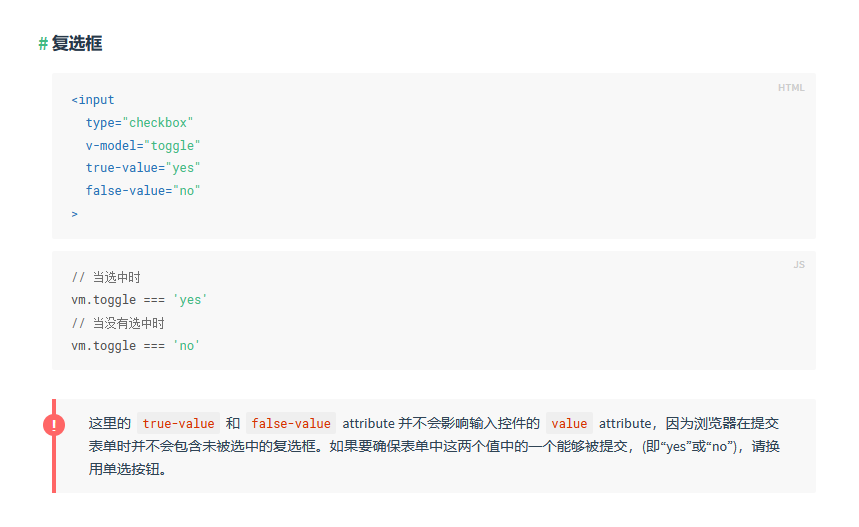 # 复选框
HTML
<input
  type="checkbox"
  v-model="toggle"
  true-value="yes"
  false-value="no"
>
JS
// 当选中时
vm.toggle === 'yes'
// 当没有选中时
vm.toggle === 'no'
!
这里的 true-value 和 false-value attribute 并不会影响输入控件的 value attribute，因为浏览器在提交
表单时并不会包含未被选中的复选框。如果要确保表单中这两个值中的一个能够被提交，(即“yes”或“no”)，请换
用单选按钮。